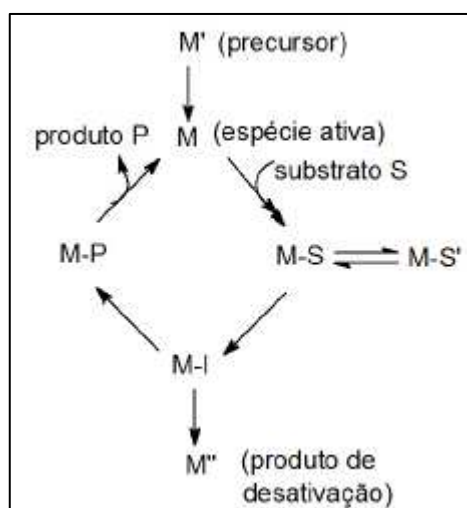 M' (precursor)
produto P M (espécie ativa)
substrato S
M-P M-S M-S'
M-I
M" (produto de
desativação)